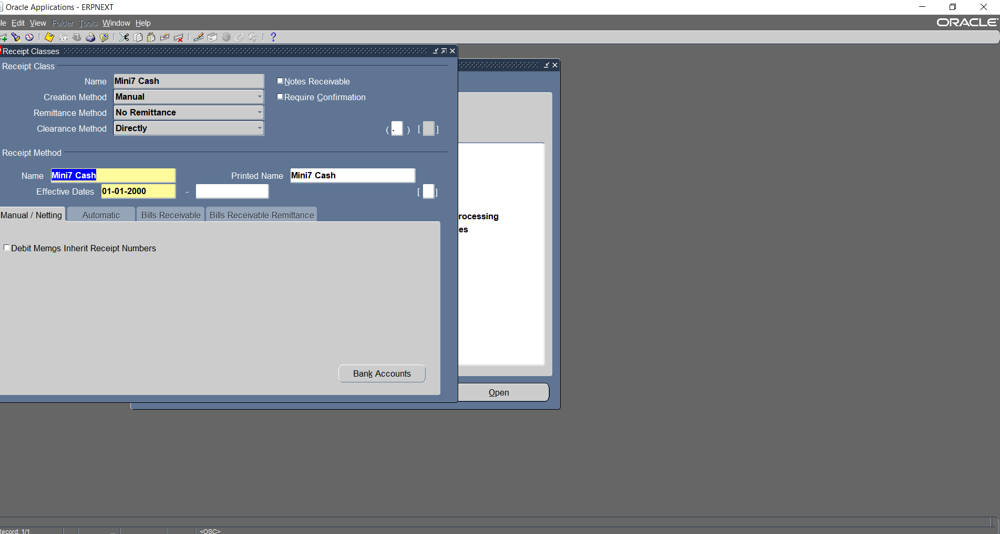 Oracle Applications - ERPNEXT
le Edit View Folder Tools Window Help
ORACLE
Receipt Classes
Receipt Class
Name Mini7 Cash Notes Receivable
Creation Method Manual Require Confirmation
Remittance Method No Remittance
Clearance Method Directly ( . ) [ ]
Receipt Method
Name Mini7 Cash Printed Name Mini7 Cash
Effective Dates 01-01-2000 - [ ]
Manual / Netting Automatic Bills Receivable Bills Receivable Remittance
rocessing
es
Debit Memos Inherit Receipt Numbers
Bank Accounts
Open
Record: 1/1 ... <OSC>